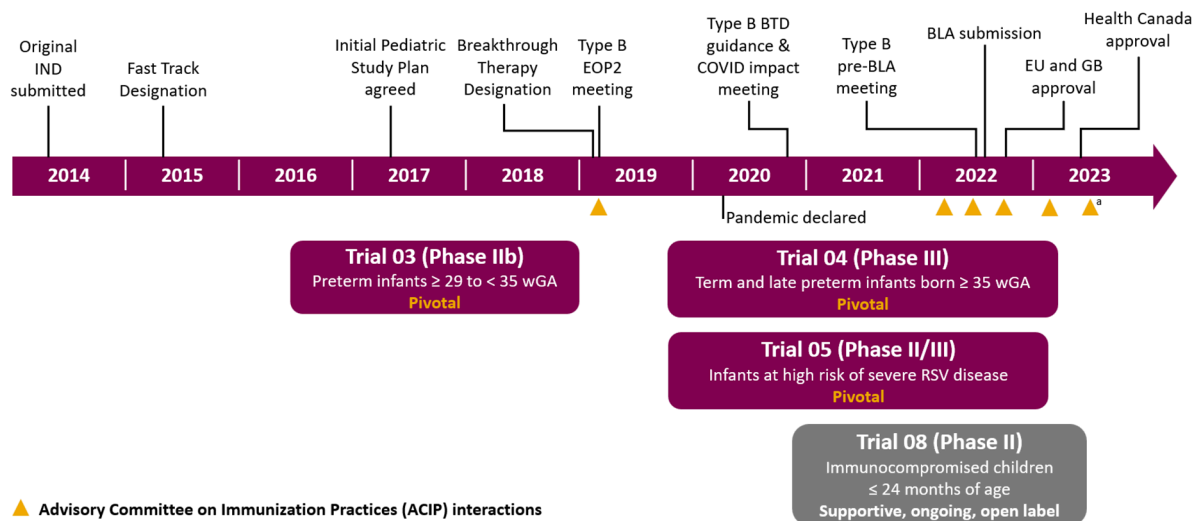 Original
IND
submitted
Fast Track
Designation
Initial Pediatric
Study Plan
agreed
Breakthrough
Therapy
Designation
Type B
EOP2
meeting
Type B BTD
guidance &
COVID impact
meeting
Type B
pre-BLA
meeting
BLA submission
EU and GB
approval
Health Canada
approval
2014
2015
2016
2017
2018
2019
2020
2021
2022
2023
a
Pandemic declared
Trial 03 (Phase IIb)
Preterm infants ≥ 29 to < 35 wGA
Pivotal
Trial 04 (Phase III)
Term and late preterm infants born ≥ 35 wGA
Pivotal
Trial 05 (Phase II/III)
Infants at high risk of severe RSV disease
Pivotal
Trial 08 (Phase II)
Immunocompromised children
≤ 24 months of age
Supportive, ongoing, open label
Advisory Committee on Immunization Practices (ACIP) interactions